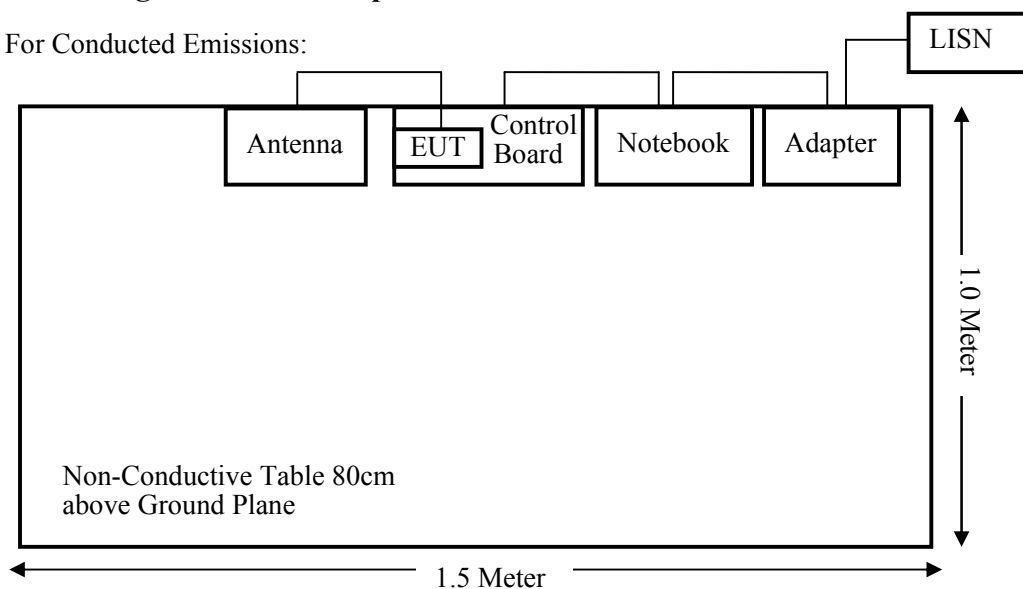 For Conducted Emissions:
LISN
Antenna
EUT
Control
Board
Notebook
Adapter
1.0 Meter
Non-Conductive Table 80cm
above Ground Plane
1.5 Meter